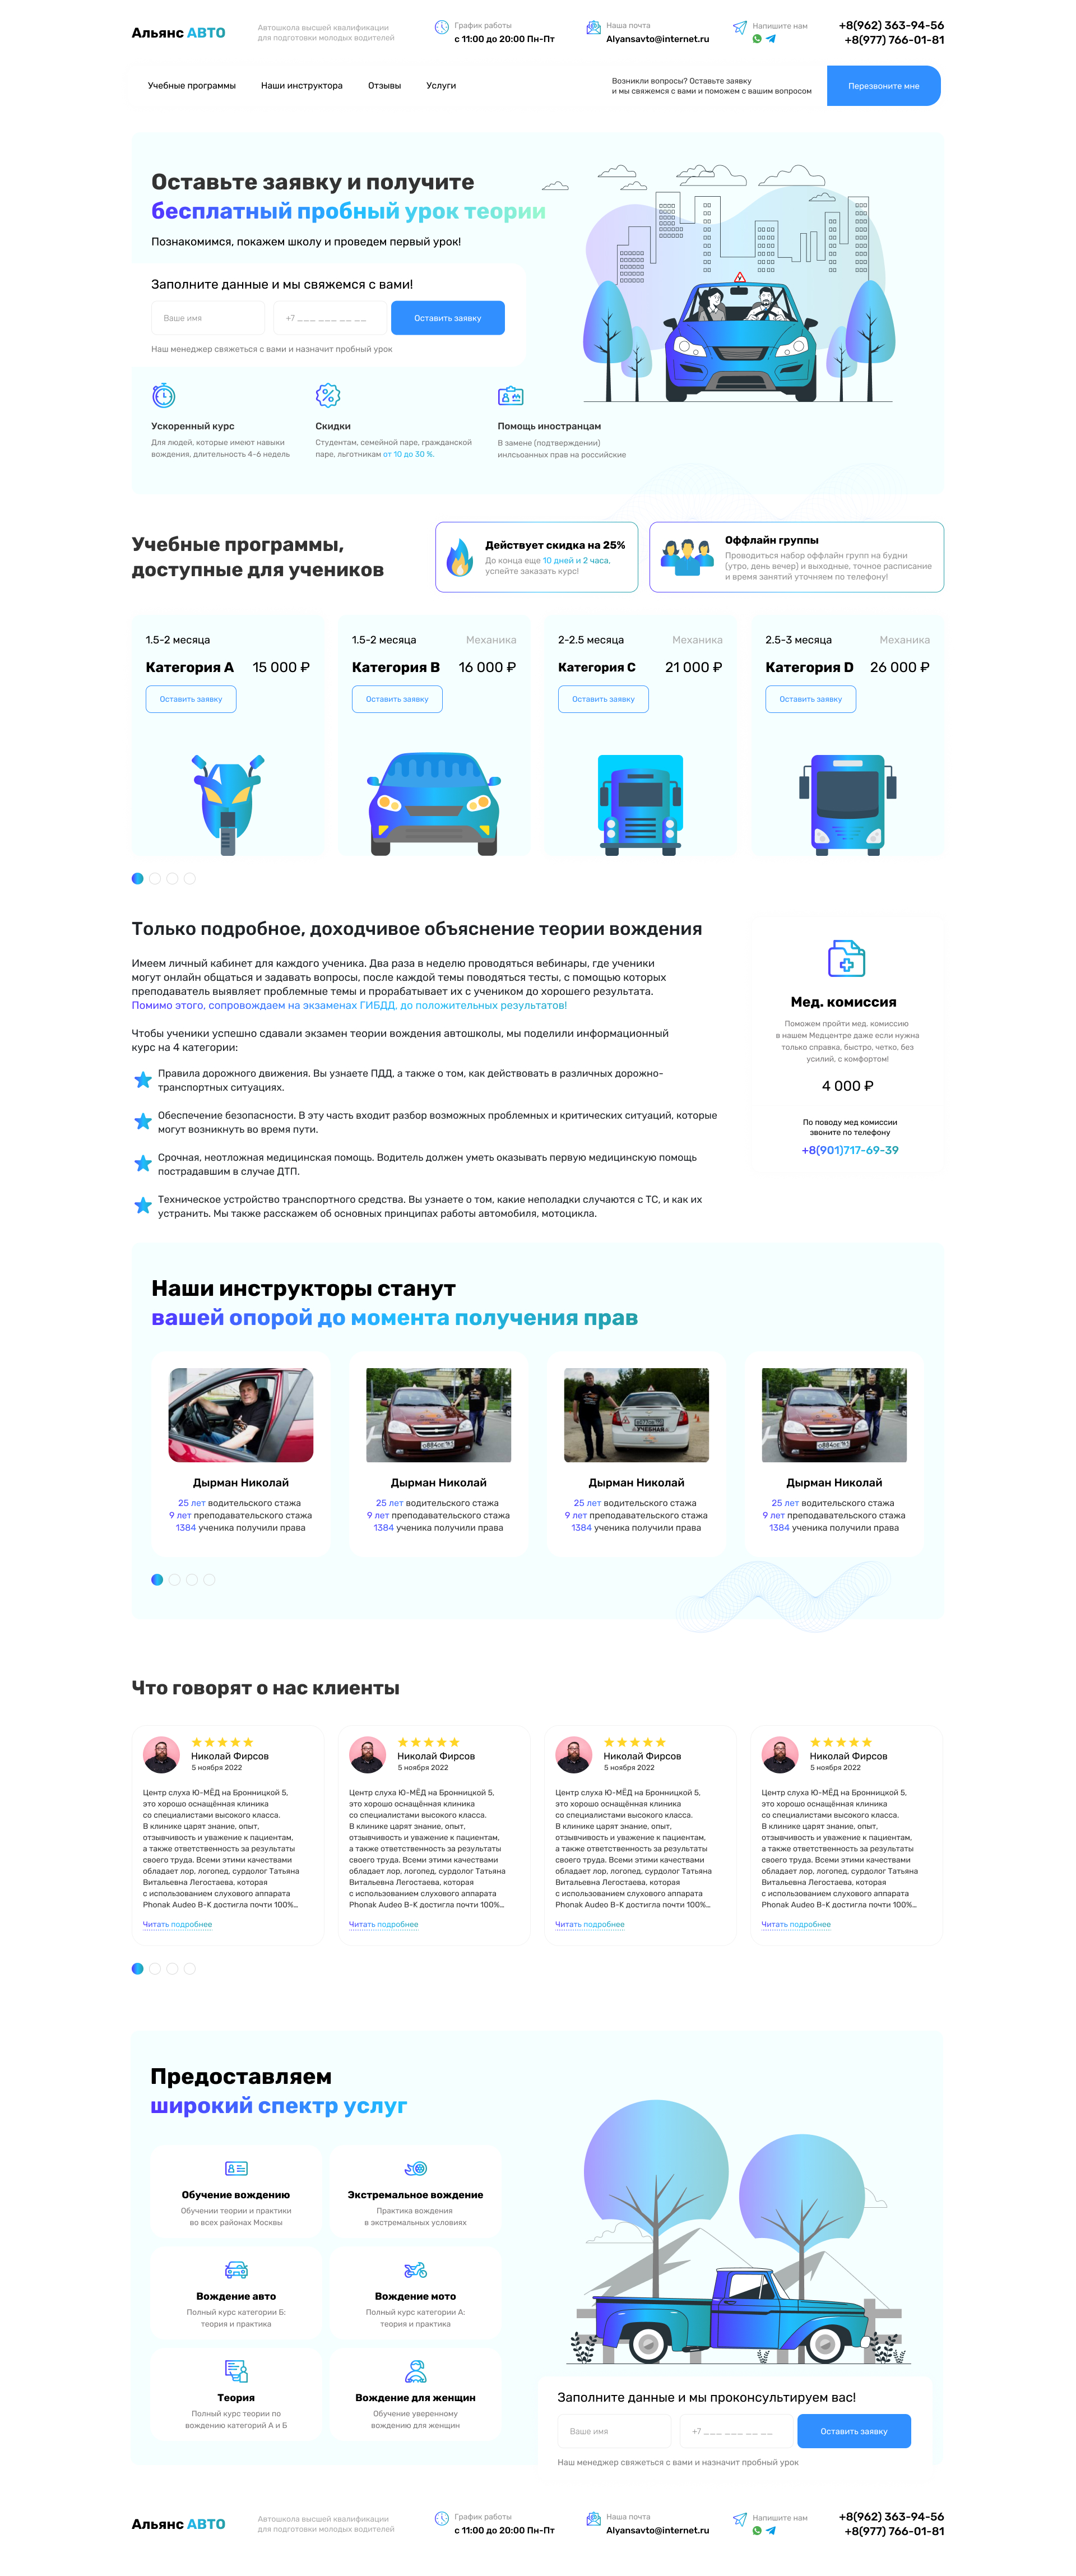 Альянс АВТО
Автошкола высшей квалификации
для подготовки молодых водителей
График работы
с 11:00 до 20:00 Пн-Пт
Наша почта
Alyansavto@internet.ru
Напишите нам
+8(962) 363-94-56
+8(977) 766-01-81
Учебные программы
Наши инструктора
Отзывы
Услуги
Возникли вопросы? Оставьте заявку
и мы свяжемся с вами и поможем с вашим вопросом
Перезвоните мне
Оставьте заявку и получите
бесплатный пробный урок теории
Познакомимся, покажем школу и проведем первый урок!
Заполните данные и мы свяжемся с вами!
Ваше имя
+7 ___ ___ __ __
Оставить заявку
Наш менеджер свяжеться с вами и назначит пробный урок
Ускоренный курс
Для людей, которые имеют навыки
вождения, длительность 4-6 недель
Скидки
Студентам, семейной паре, гражданской
паре, льготникам от 10 до 30 %.
Помощь иностранцам
В замене (подтверждении)
инлсьоанных прав на российские
Учебные программы,
доступные для учеников
Действует скидка на 25%
До конца еще 10 дней и 2 часа,
успейте заказать курс!
Оффлайн группы
Проводиться набор оффлайн групп на будни
(утро, день вечер) и выходные, точное расписание
и время занятий уточняем по телефону!
1.5-2 месяца
Категория A 15 000 ₽
Оставить заявку
1.5-2 месяца Механика
Категория B 16 000 ₽
Оставить заявку
2-2.5 месяца Механика
Категория C 21 000 ₽
Оставить заявку
2.5-3 месяца Механика
Категория D 26 000 ₽
Оставить заявку
Только подробное, доходчивое объяснение теории вождения
Имеем личный кабинет для каждого ученика. Два раза в неделю проводяться вебинары, где ученики
могут онлайн общаться и задавать вопросы, после каждой темы поводяться тесты, с помощью которых
преподаватель выявляет проблемные темы и прорабатывает их с учеником до хорошего результата.
Помимо этого, сопровождаем на экзаменах ГИБДД, до положительных результатов!
Чтобы ученики успешно сдавали экзамен теории вождения автошколы, мы поделили информационный
курс на 4 категории:
Правила дорожного движения. Вы узнаете ПДД, а также о том, как действовать в различных дорожно-
транспортных ситуациях.
Обеспечение безопасности. В эту часть входит разбор возможных проблемных и критических ситуаций, которые
могут возникнуть во время пути.
Срочная, неотложная медицинская помощь. Водитель должен уметь оказывать первую медицинскую помощь
пострадавшим в случае ДТП.
Техническое устройство транспортного средства. Вы узнаете о том, какие неполадки случаются с ТС, и как их
устранить. Мы также расскажем об основных принципах работы автомобиля, мотоцикла.
Мед. комиссия
Поможем пройти мед. комиссию
в нашем Медцентре даже если нужна
только справка, быстро, четко, без
усилий, с комфортом!
4 000 ₽
По поводу мед комиссии
звоните по телефону
+8(901)717-69-39
Наши инструкторы станут
вашей опорой до момента получения прав
Дырман Николай
25 лет водительского стажа
9 лет преподавательского стажа
1384 ученика получили права
Дырман Николай
25 лет водительского стажа
9 лет преподавательского стажа
1384 ученика получили права
УЧЕБНАЯ
Дырман Николай
25 лет водительского стажа
9 лет преподавательского стажа
1384 ученика получили права
Дырман Николай
25 лет водительского стажа
9 лет преподавательского стажа
1384 ученика получили права
Что говорят о нас клиенты
Николай Фирсов
5 ноября 2022
Центр слуха Ю-МЁД на Бронницкой 5,
это хорошо оснащённая клиника
со специалистами высокого класса.
В клинике царят знание, опыт,
отзывчивость и уважение к пациентам,
а также ответственность за результаты
своего труда. Всеми этими качествами
обладает лор, логопед, сурдолог Татьяна
Витальевна Легостаева, которая
с использованием слухового аппарата
Phonak Audeo B-K достигла почти 100%...
Читать подробнее
Николай Фирсов
5 ноября 2022
Центр слуха Ю-МЁД на Бронницкой 5,
это хорошо оснащённая клиника
со специалистами высокого класса.
В клинике царят знание, опыт,
отзывчивость и уважение к пациентам,
а также ответственность за результаты
своего труда. Всеми этими качествами
обладает лор, логопед, сурдолог Татьяна
Витальевна Легостаева, которая
с использованием слухового аппарата
Phonak Audeo B-K достигла почти 100%...
Читать подробнее
Николай Фирсов
5 ноября 2022
Центр слуха Ю-МЁД на Бронницкой 5,
это хорошо оснащённая клиника
со специалистами высокого класса.
В клинике царят знание, опыт,
отзывчивость и уважение к пациентам,
а также ответственность за результаты
своего труда. Всеми этими качествами
обладает лор, логопед, сурдолог Татьяна
Витальевна Легостаева, которая
с использованием слухового аппарата
Phonak Audeo B-K достигла почти 100%...
Читать подробнее
Николай Фирсов
5 ноября 2022
Центр слуха Ю-МЁД на Бронницкой 5,
это хорошо оснащённая клиника
со специалистами высокого класса.
В клинике царят знание, опыт,
отзывчивость и уважение к пациентам,
а также ответственность за результаты
своего труда. Всеми этими качествами
обладает лор, логопед, сурдолог Татьяна
Витальевна Легостаева, которая
с использованием слухового аппарата
Phonak Audeo B-K достигла почти 100%...
Читать подробнее
Предоставляем
широкий спектр услуг
Обучение вождению
Обучении теории и практики
во всех районах Москвы
Экстремальное вождение
Практика вождения
в экстремальных условиях
Вождение авто
Полный курс категории Б:
теория и практика
Вождение мото
Полный курс категории А:
теория и практика
Теория
Полный курс теории по
вождению категорий А и Б
Вождение для женщин
Обучение уверенному
вождению для женщин
Заполните данные и мы проконсультируем вас!
Ваше имя
+7 ___ ___ __ __
Оставить заявку
Наш менеджер свяжеться с вами и назначит пробный урок
Альянс АВТО
Автошкола высшей квалификации
для подготовки молодых водителей
График работы
с 11:00 до 20:00 Пн-Пт
Наша почта
Alyansavto@internet.ru
Напишите нам
+8(962) 363-94-56
+8(977) 766-01-81